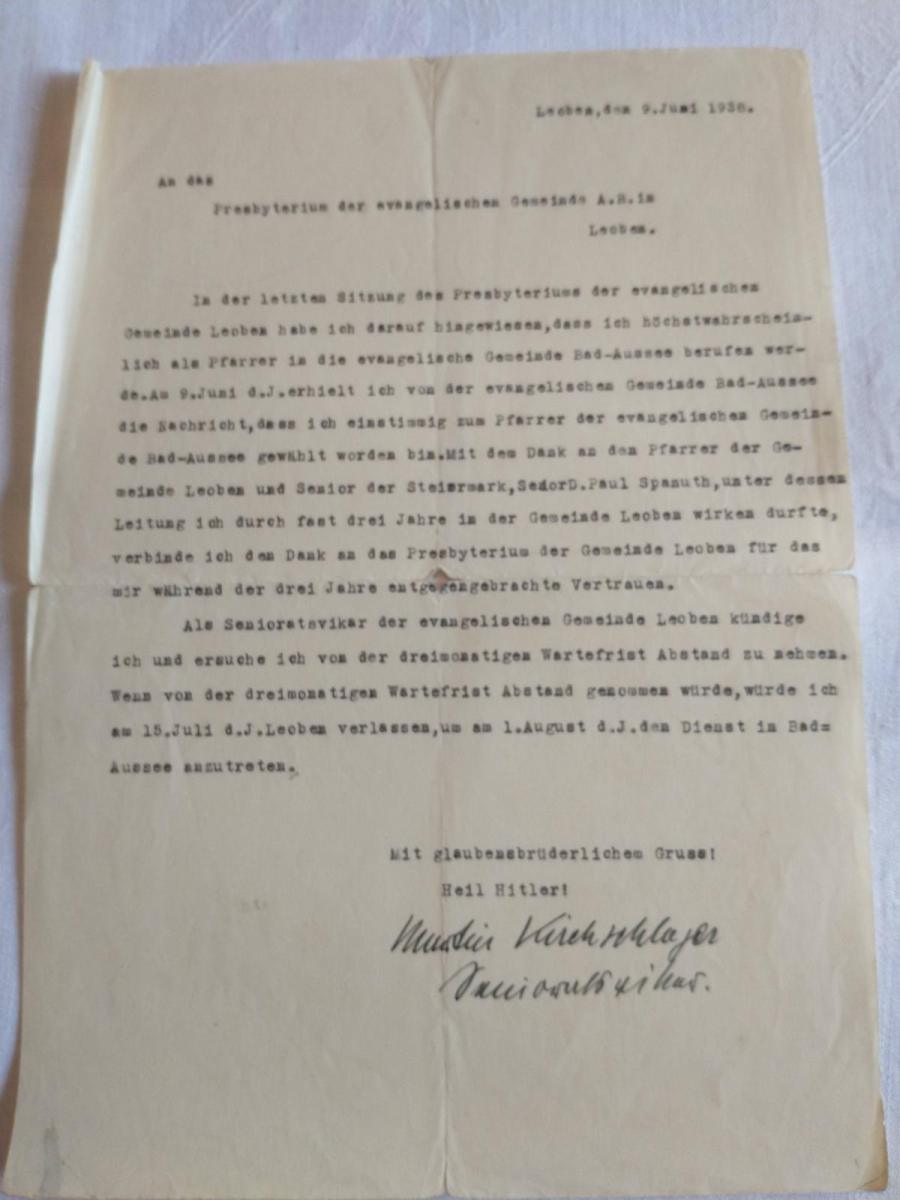 Leoben,den 9.Juni 1938.
An das
Presbyterium der evangelischen Gemeinde A.B.in
Leoben.
In der letzten Sitzung des Presbyteriums der evangelischen
Gemeinde Leoben habe ich darauf hingewiesen,dass ich höchstwahrschein-
lich als Pfarrer in die evangelische Gemeinde Bad-Aussee berufen wer-
de.Am 9.Juni d.J.erhielt ich von der evangelischen Gemeinde Bad-Aussee
die Nachricht,dass ich einstimmig zum Pfarrer der evangelischen Gemein-
de Bad-Aussee gewählt worden bin.Mit dem Dank an den Pfarrer der Ge-
meinde Leoben und Senior der Steiermark,SeniorD.Paul Spanuth,unter dessen
Leitung ich durch fast drei Jahre in der Gemeinde Leoben wirken durfte,
verbinde ich den Dank an das Presbyterium der Gemeinde Leoben für das
mir während der drei Jahre entgegengebrachte Vertrauen.
Als Senioratsvikar der evangelischen Gemeinde Leoben kündige
ich und ersuche ich von der dreimonatigen Wartefrist Abstand zu nehmen.
Wenn von der dreimonatigen Wartefrist Abstand genommen würde,würde ich
am 15.Juli d.J.Leoben verlassen,um am 1.August d.J.den Dienst in Bad=
Aussee anzutreten.
Mit glaubensbrüderlichem Gruss!
Heil Hitler!
Martin Kirchschlager
Senioratsvikar.